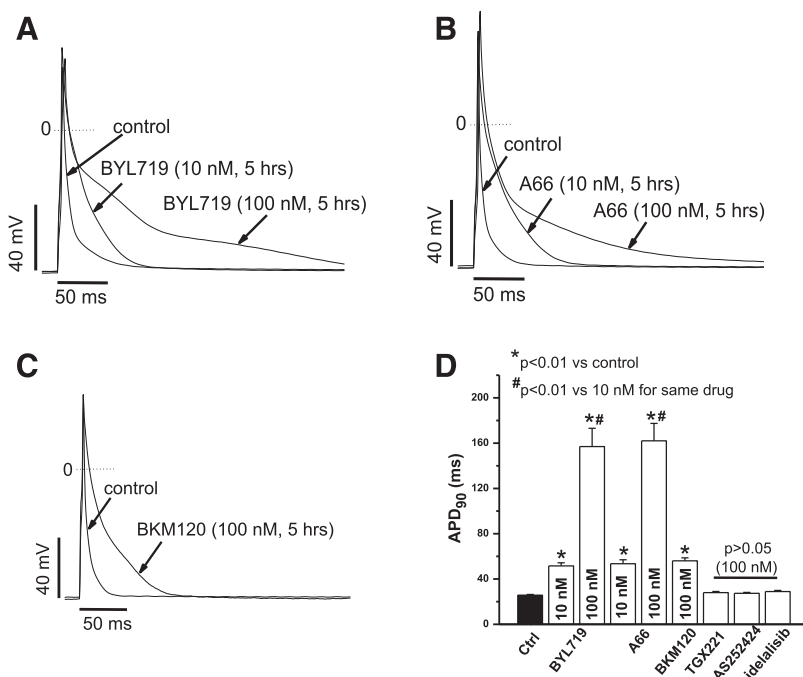 A
0
control
BYL719 (10 nM, 5 hrs)
BYL719 (100 nM, 5 hrs)
40 mV
50 ms
B
0
control
A66 (10 nM, 5 hrs)
A66 (100 nM, 5 hrs)
40 mV
50 ms
C
0
control
BKM120 (100 nM, 5 hrs)
40 mV
50 ms
D
*p<0.01 vs control
#p<0.01 vs 10 nM for same drug
APD90 (ms)
200
160
120
80
40
0
*
*#
*
*#
*
p>0.05
(100 nM)
10 nM
100 nM
10 nM
100 nM
100 nM
Ctrl
BYL719
A66
BKM120
TGX221
AS252424
idelalisib